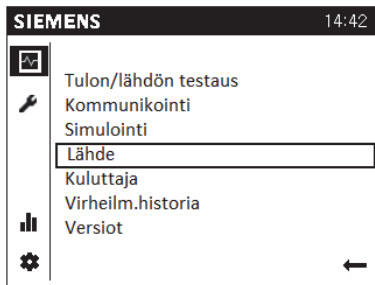 SIEMENS 14:42
Tulon/lähdön testaus
Kommunikointi
Simulointi
Lähde
Kuluttaja
Virheilm.historia
Versiot